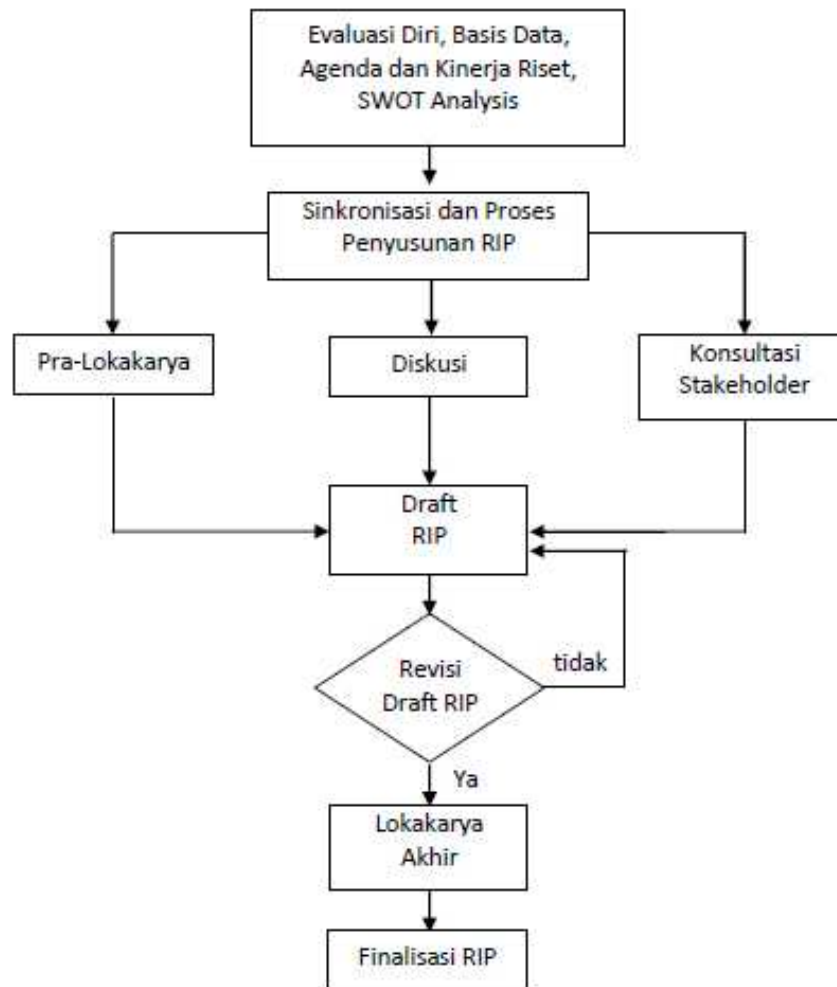 Evaluasi Diri, Basis Data,
Agenda dan Kinerja Riset,
SWOT Analysis
Sinkronisasi dan Proses
Penyusunan RIP
Pra-Lokakarya
Diskusi
Konsultasi
Stakeholder
Draft
RIP
Revisi
Draft RIP
tidak
Ya
Lokakarya
Akhir
Finalisasi RIP